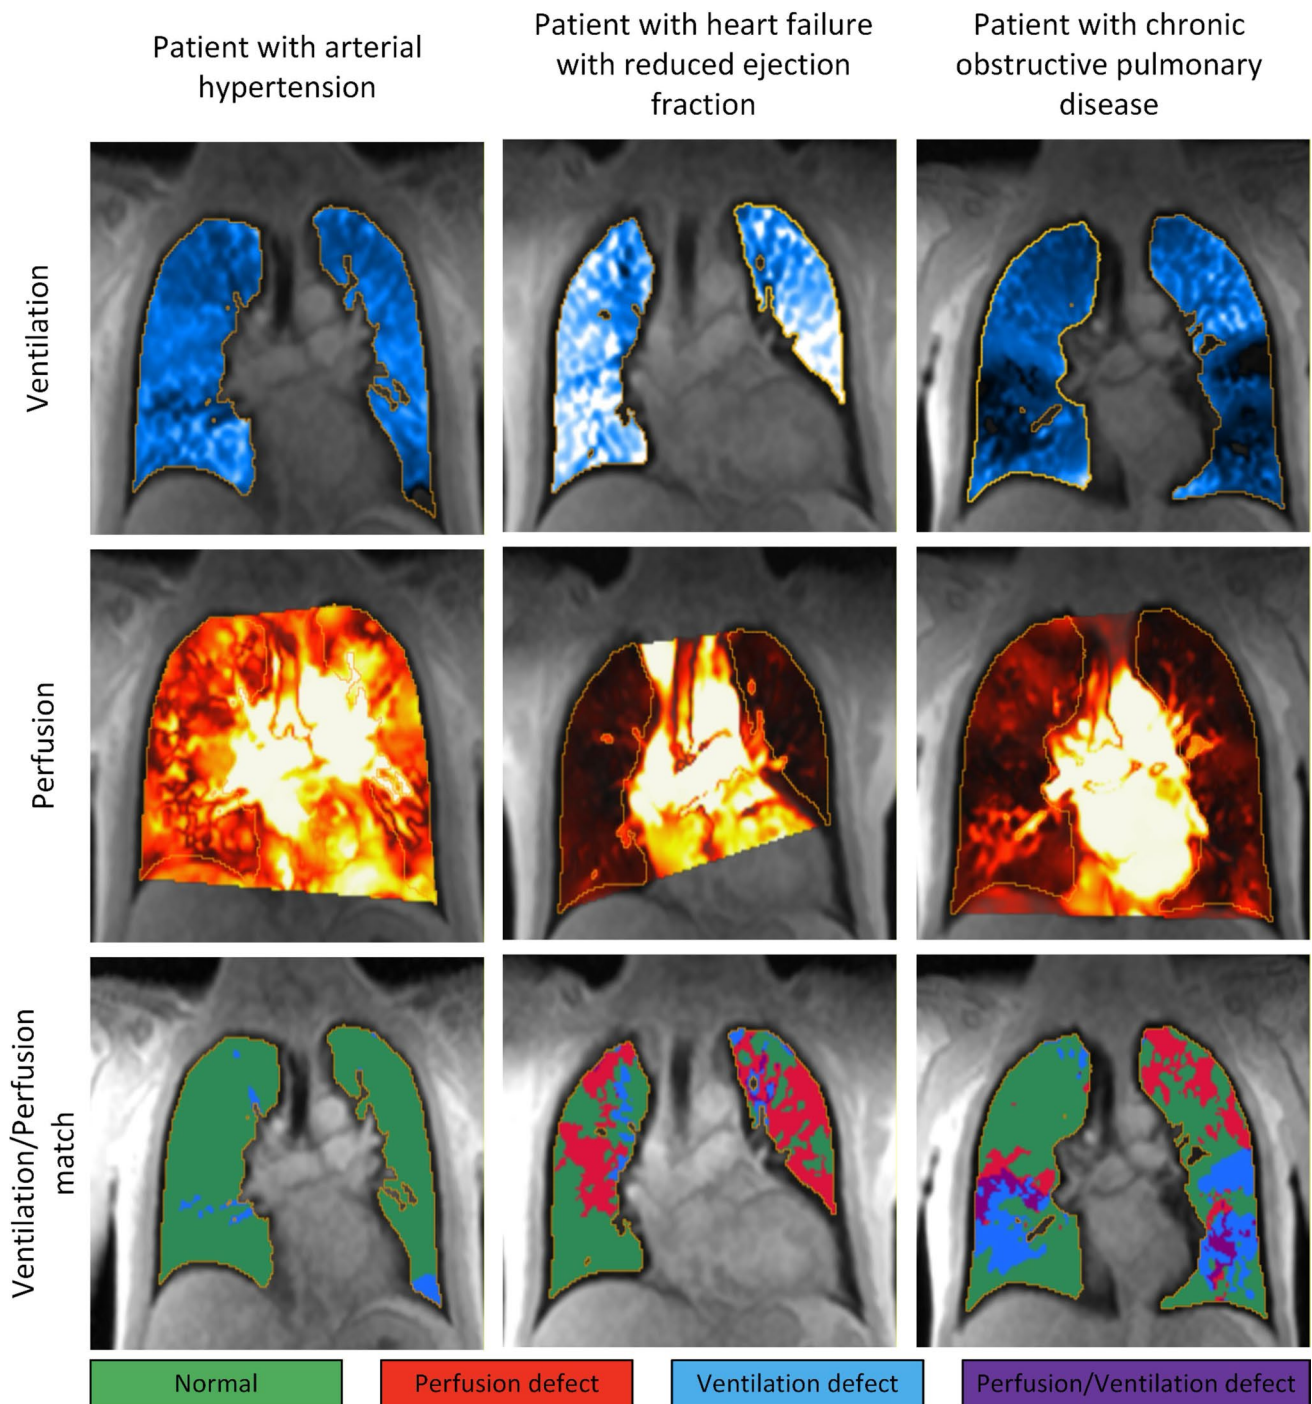 Patient with arterial
hypertension
Patient with heart failure
with reduced ejection
fraction
Patient with chronic
obstructive pulmonary
disease
Ventilation
Perfusion
Ventilation/Perfusion
match
Normal
Perfusion defect
Ventilation defect
Perfusion/Ventilation defect